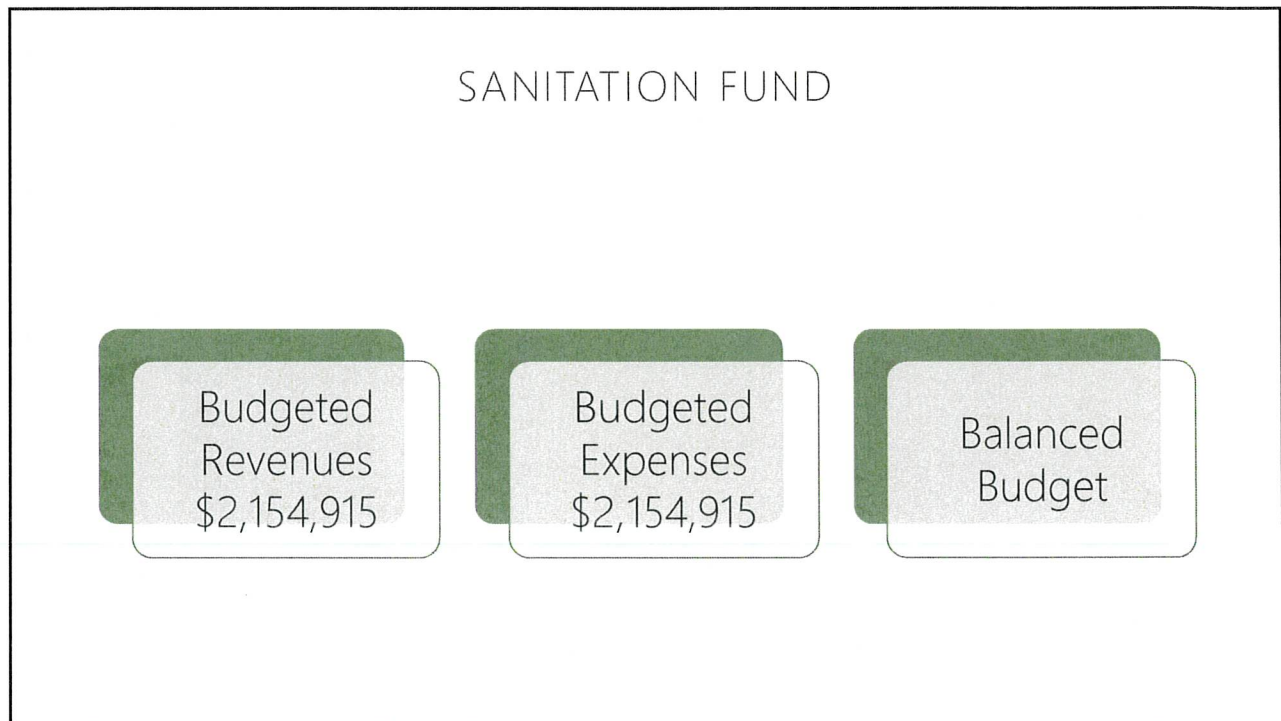 SANITATION FUND
Budgeted
Revenues
$2,154,915
Budgeted
Expenses
$2,154,915
Balanced
Budget